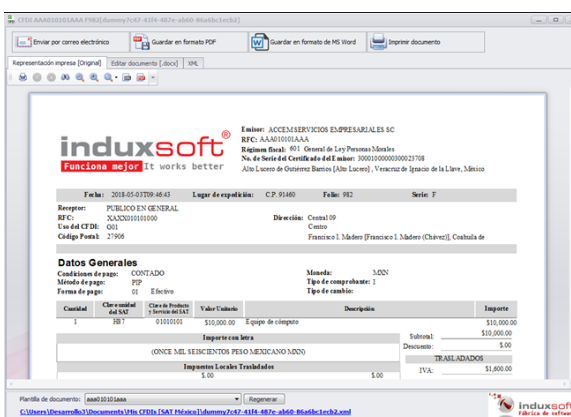 CFDI AAA010101AAA F982[dummy7c47-41f4-487e-ab60-86a6bc1ecb2]
Enviar por correo electrónico
Guardar en formato PDF
Guardar en formato de MS Word
Imprimir documento
Representación impresa [Original]
Editar documento [.docx]
XML
Emisor: ACCEM SERVICIOS EMPRESARIALES SC
RFC: AAA010101AAA
Régimen fiscal: 601 General de Ley Personas Morales
No. de Serie del Certificado del Emisor: 30001000000300023708
Alto Lucero de Gutiérrez Barrios [Alto Lucero] , Veracruz de Ignacio de la Llave, México
induxsoft®
Funciona mejor It works better
Fecha: 2018-05-03T09:46:43 Lugar de expedición: C.P. 91460 Folio: 982 Serie: F
Receptor: PUBLICO EN GENERAL
RFC: XAXX010101000 Dirección: Central 09
Uso del CFDI: G01 Centro
Código Postal: 27906 Francisco I. Madero [Francisco I. Madero (Chávez)], Coahuila de
Datos Generales
Condiciones de pago: CONTADO Moneda: MXN
Método de pago: PIP Tipo de comprobante: I
Forma de pago: 01 Efectivo Tipo de cambio:
Cantidad Clave unidad del SAT Clave de Producto y Servicio del SAT Valor Unitario Descripción Importe
1 H87 01010101 $10,000.00 Equipo de cómputo $10,000.00
Importe con letra Subtotal: $10,000.00
(ONCE MIL SEISCIENTOS PESO MEXICANO MXN) Descuento: $.00
TRASLADADOS
Impuestos Locales Trasladados IVA: $1,600.00
$.00 $.00
Plantilla de documento: aaa010101aaa Regenerar
C:\Users\Desarrollo3\Documents\Mis CFDIs [SAT México]\dummy7c47-41f4-487e-ab60-86a6bc1ecb2.xml
induxsoft
Fábrica de software